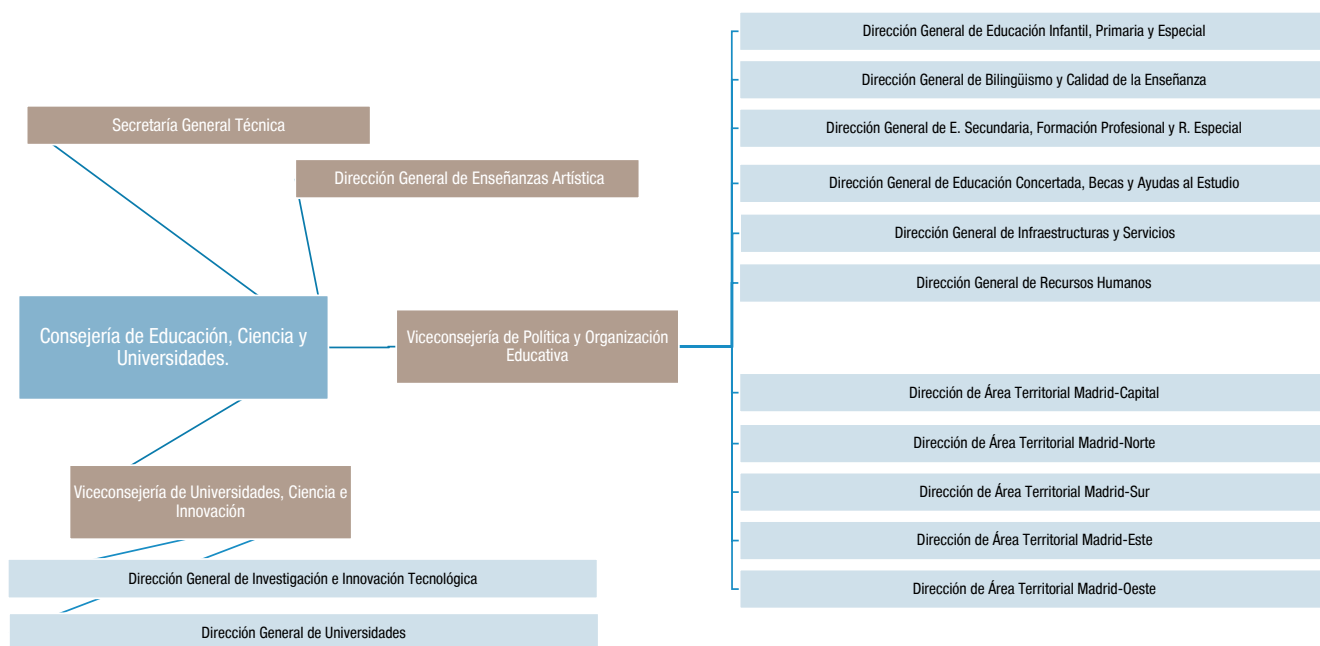 Secretaría General Técnica
Dirección General de Enseñanzas Artística
Consejería de Educación, Ciencia y
Universidades.
Viceconsejería de Política y Organización
Educativa
Viceconsejería de Universidades, Ciencia e
Innovación
Dirección General de Investigación e Innovación Tecnológica
Dirección General de Universidades
Dirección General de Educación Infantil, Primaria y Especial
Dirección General de Bilingüismo y Calidad de la Enseñanza
Dirección General de E. Secundaria, Formación Profesional y R. Especial
Dirección General de Educación Concertada, Becas y Ayudas al Estudio
Dirección General de Infraestructuras y Servicios
Dirección General de Recursos Humanos
Dirección de Área Territorial Madrid-Capital
Dirección de Área Territorial Madrid-Norte
Dirección de Área Territorial Madrid-Sur
Dirección de Área Territorial Madrid-Este
Dirección de Área Territorial Madrid-Oeste